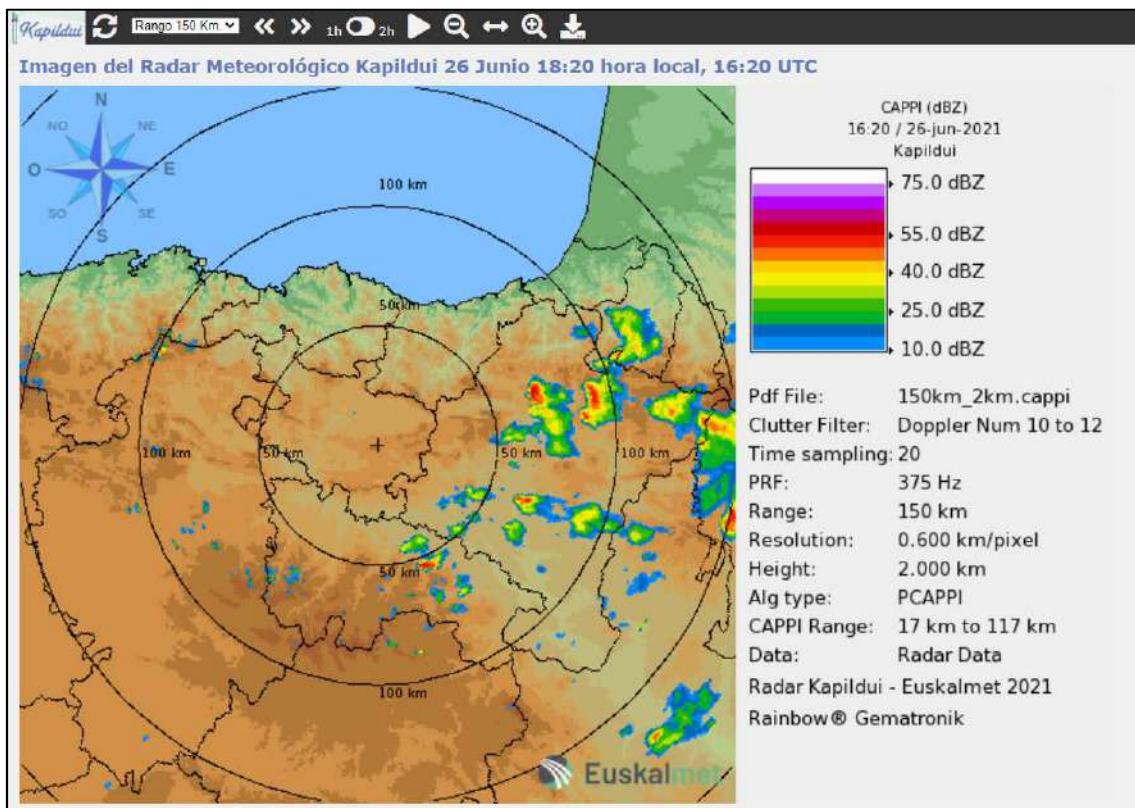 Kapildui Rango 150 Km. 1h 2h
Imagen del Radar Meteorológico Kapildui 26 Junio 18:20 hora local, 16:20 UTC
N
NO NE
O E
SO SE
S
100 km
50km
100 km 50 km 50 km 100 km
50 km
100 km
Euskalmet
CAPPI (dBZ)
16:20 / 26-jun-2021
Kapildui
75.0 dBZ
55.0 dBZ
40.0 dBZ
25.0 dBZ
10.0 dBZ
Pdf File: 150km_2km.cappi
Clutter Filter: Doppler Num 10 to 12
Time sampling: 20
PRF: 375 Hz
Range: 150 km
Resolution: 0.600 km/pixel
Height: 2.000 km
Alg type: PCAPPI
CAPPI Range: 17 km to 117 km
Data: Radar Data
Radar Kapildui - Euskalmet 2021
Rainbow® Gematronik